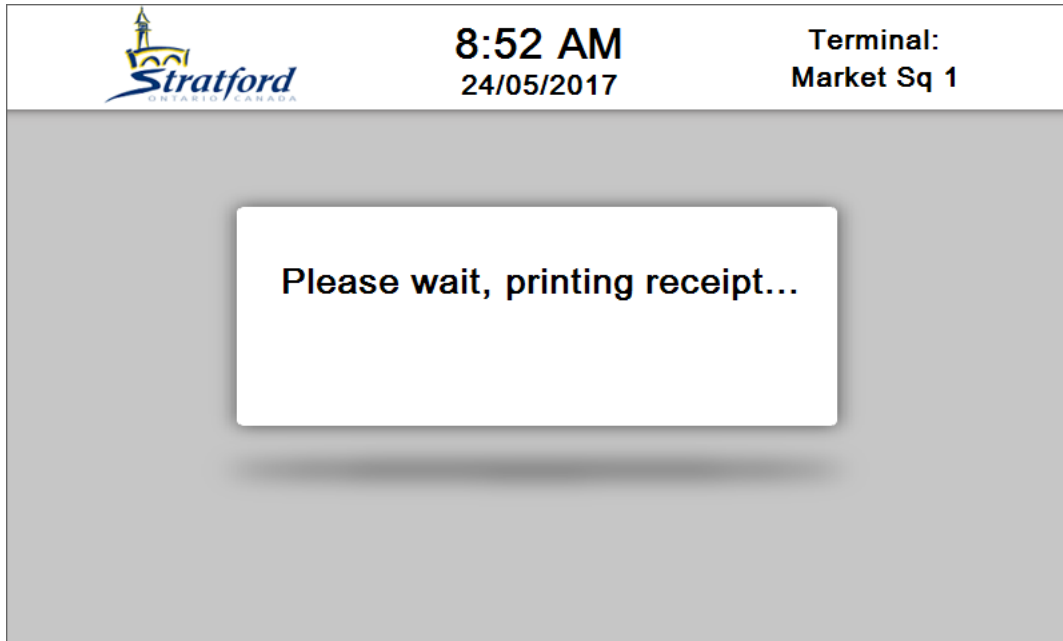 Stratford
ONTARIO CANADA
8:52 AM
24/05/2017
Terminal:
Market Sq 1
Please wait, printing receipt...